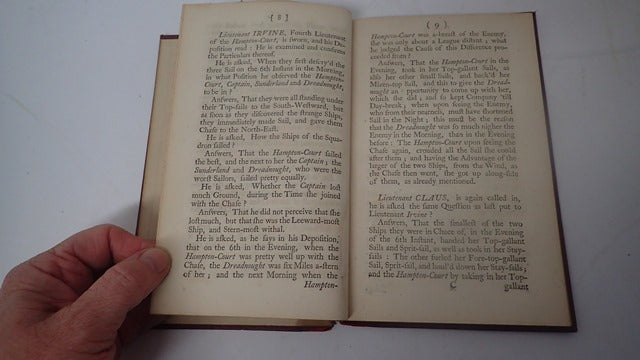 ( 8 )
Lieutenant IRVINE, Fourth Lieutenant
of the Hampton-Court, is sworn, and his De-
position read: He is examined and confirms
the Particulars thereof.
He is asked, When they first descry'd the
three Sail on the 6th Instant in the Morning,
in what Position he observed the Hampton-
Court, Captain, Sunderland and Dreadnought,
to be in?
Answers, That they were all standing under
their Top-sails to the South-Westward, but
as soon as they discovered the strange Ships,
they immediately made Sail, and gave them
Chase to the North-East.
He is asked, How the Ships of the Squa-
dron sailed?
Answers, That the Hampton-Court sailed
the best, and the next to her the Captain; the
Sunderland and Dreadnought, who were the
worst Sailors, sailed pretty equally.
He is asked, Whether the Captain lost
much Ground, during the Time she joined
with the Chase?
Answers, That he did not perceive that she
lost much, but that she was the Leeward-most
Ship, and Stern-most withal.
He is asked, as he says in his Deposition,
that on the 6th in the Evening, when the
Hampton-Court was pretty well up with the
Chase, the Dreadnought was six Miles a-stern
of her; and the next Morning when the
Hampton-
( 9 )
Hampton-Court was a-breast of the Enemy,
she was only about a League distant; what
he judged the Cause of this Difference pro-
ceeded from?
Answers, That the Hampton-Court in the
Evening, took in her Top-gallant Sails, as
also her other small Sails, and back'd her
Mizen-top Sail, and this to give the Dread-
nought an Opportunity to come up with her,
which she did; and so kept Company 'till
Day-break; when upon seeing the Enemy,
who from their nearness, must have shortened
Sail in the Night; this must be the reason
that the Dreadnought was so much nigher the
Enemy in the Morning, than in the Evening
before: The Hampton-Court upon seeing the
Chase again, crouded all the Sail she could
after them; and having the Advantage of the
larger of the two Ships, from the Wind, as
she Chase then went, she got up along-side
of them, as already mentioned.
Lieutenant CLAUS, is again called in,
he is asked the same Question as last put to
Lieutenant Irvine?
Answers, That the smallest of the two
Ships they were in Chace of, in the Evening
of the 6th Instant, handed her Top-gallant
Sails and Sprit-sail, as well as took in her Stay-
sails: The other furled her Fore-top-gallant
Sail, Sprit-sail, and haul'd down her Stay-sails;
and the Hampton-Court by taking in her Top-
C gallant